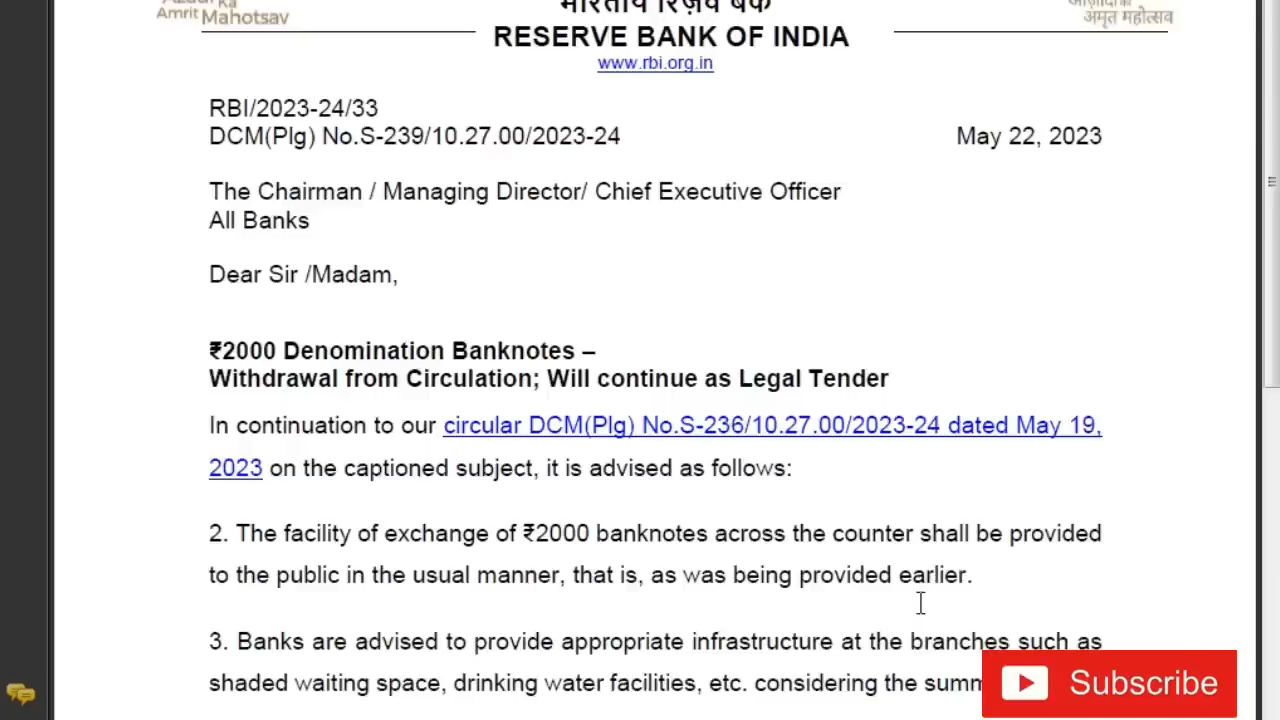 Amrit Mahotsav
भारतीय रिज़र्व बैंक
अमृत महोत्सव
RESERVE BANK OF INDIA
www.rbi.org.in
RBI/2023-24/33
DCM(Plg) No.S-239/10.27.00/2023-24 May 22, 2023
The Chairman / Managing Director/ Chief Executive Officer
All Banks
Dear Sir /Madam,
₹2000 Denomination Banknotes –
Withdrawal from Circulation; Will continue as Legal Tender
In continuation to our circular DCM(Plg) No.S-236/10.27.00/2023-24 dated May 19,
2023 on the captioned subject, it is advised as follows:
2. The facility of exchange of ₹2000 banknotes across the counter shall be provided
to the public in the usual manner, that is, as was being provided earlier.
3. Banks are advised to provide appropriate infrastructure at the branches such as
shaded waiting space, drinking water facilities, etc. considering the
Subscribe